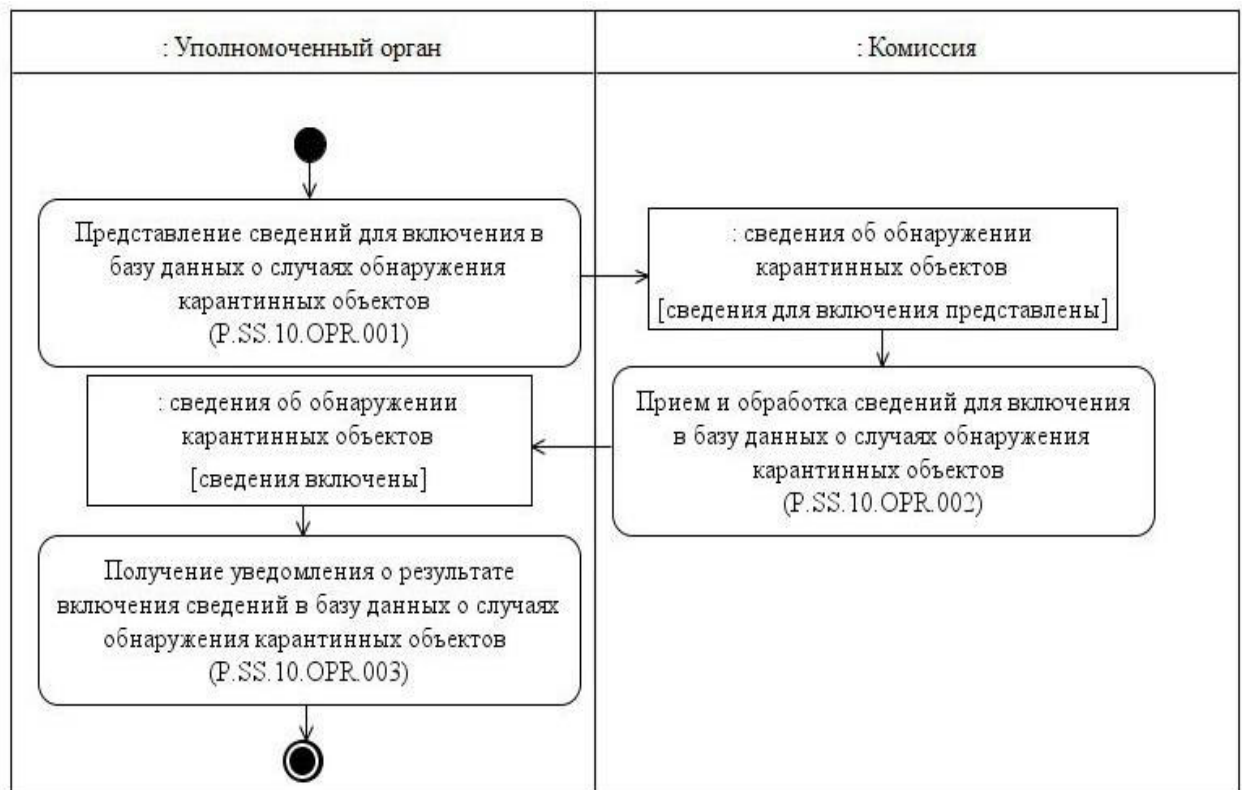 : Уполномоченный орган
: Комиссия
Представление сведений для включения в
базу данных о случаях обнаружения
карантинных объектов
(P.SS.10.OPR.001)
: сведения об обнаружении
карантинных объектов
[сведения для включения представлены]
Прием и обработка сведений для включения
в базу данных о случаях обнаружения
карантинных объектов
(P.SS.10.OPR.002)
: сведения об обнаружении
карантинных объектов
[сведения включены]
Получение уведомления о результате
включения сведений в базу данных о случаях
обнаружения карантинных объектов
(P.SS.10.OPR.003)